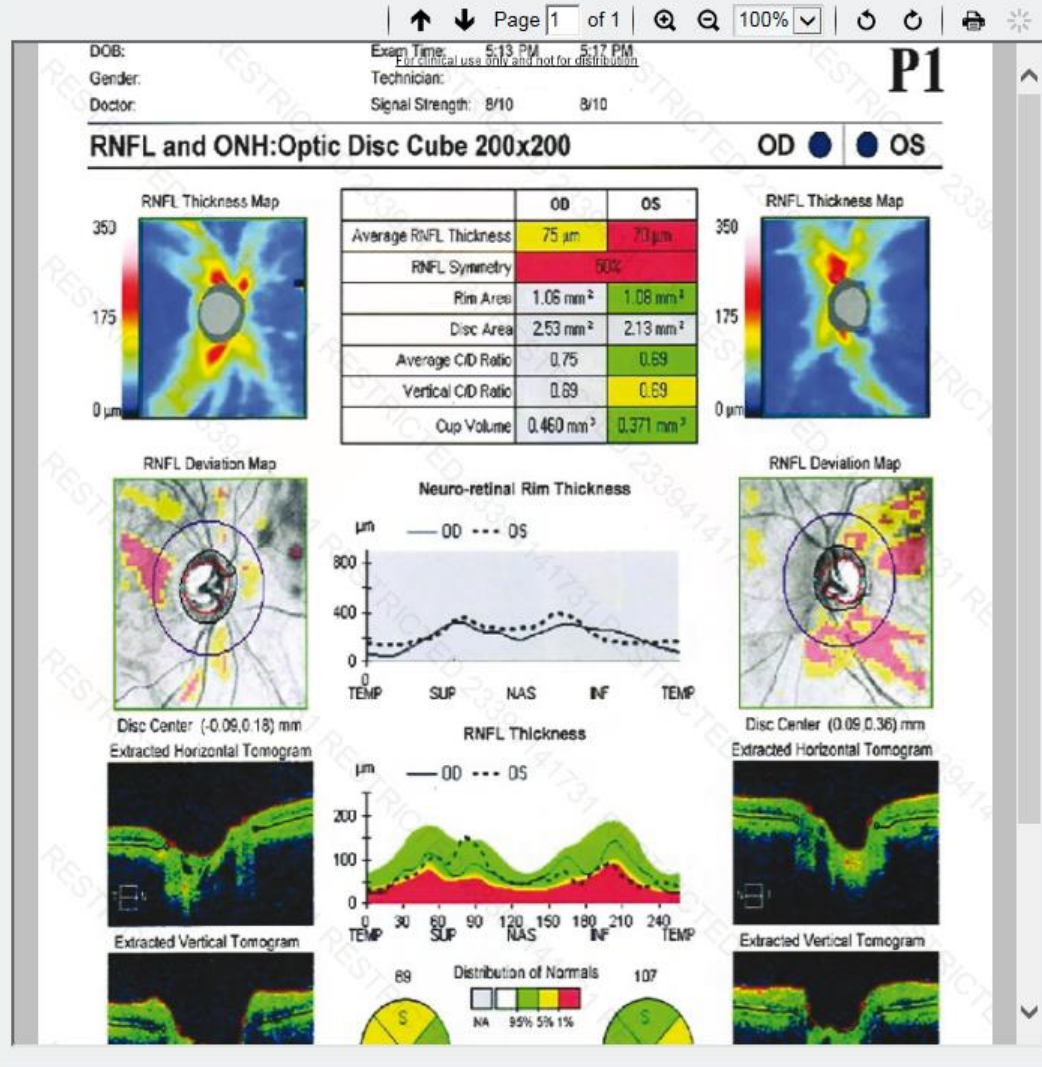 Page 1 of 1 100%
DOB: Exam Time: 5:13 PM 5:17 PM
For clinical use only and not for distribution
Gender: Technician:
Doctor: Signal Strength: 8/10 8/10
P1
RNFL and ONH:Optic Disc Cube 200x200 OD OS
RNFL Thickness Map
350
175
0 μm
OD OS
Average RNFL Thickness 75 μm 70 μm
RNFL Symmetry 60%
Rim Area 1.06 mm² 1.08 mm²
Disc Area 2.53 mm² 2.13 mm²
Average C/D Ratio 0.75 0.69
Vertical C/D Ratio 0.69 0.69
Cup Volume 0.460 mm³ 0.371 mm³
RNFL Thickness Map
350
175
0 μm
RNFL Deviation Map
Disc Center (-0.09,0.18) mm
Neuro-retinal Rim Thickness
μm OD OS
800
400
0
0
TEMP SUP NAS INF TEMP
RNFL Deviation Map
Disc Center (0.09,0.36) mm
Extracted Horizontal Tomogram
RNFL Thickness
μm OD OS
200
100
0
0 30 60 90 120 150 180 210 240
TEMP SUP NAS INF TEMP
Extracted Horizontal Tomogram
Extracted Vertical Tomogram
89 Distribution of Normals 107
NA 95% 5% 1%
S S
Extracted Vertical Tomogram